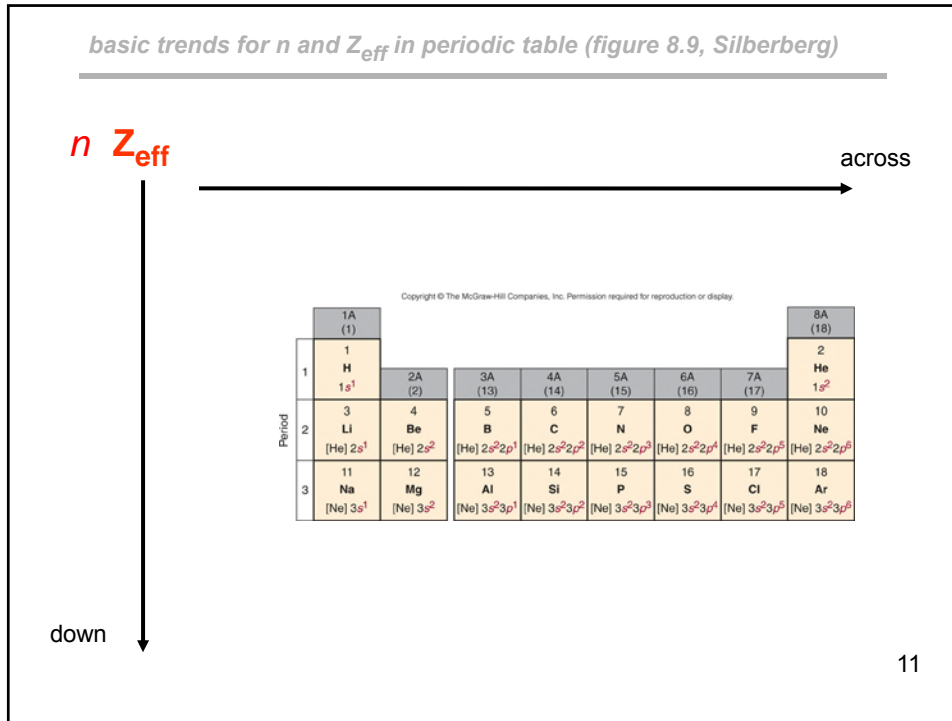 basic trends for n and Zeff in periodic table (figure 8.9, Silberberg)
n Zeff
across
Copyright © The McGraw-Hill Companies, Inc. Permission required for reproduction or display.
1A 8A
(1) (18)
1 2
H He
1s¹ 1s²
2A 3A 4A 5A 6A 7A
(2) (13) (14) (15) (16) (17)
1
3 4 5 6 7 8 9 10
Li Be B C N O F Ne
[He] 2s¹ [He] 2s² [He] 2s²2p¹ [He] 2s²2p² [He] 2s²2p³ [He] 2s²2p⁴ [He] 2s²2p⁵ [He] 2s²2p⁶
2
Period
11 12 13 14 15 16 17 18
Na Mg Al Si P S Cl Ar
[Ne] 3s¹ [Ne] 3s² [Ne] 3s²3p¹ [Ne] 3s²3p² [Ne] 3s²3p³ [Ne] 3s²3p⁴ [Ne] 3s²3p⁵ [Ne] 3s²3p⁶
3
down
11